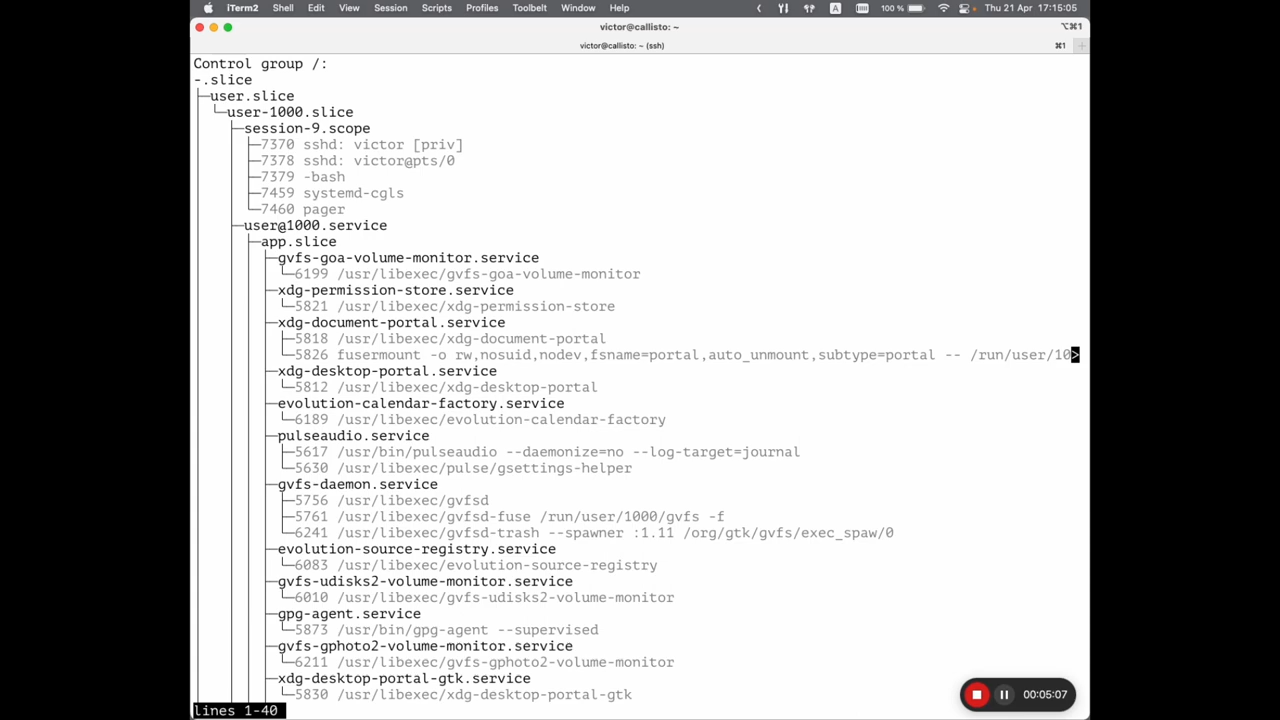 iTerm2 Shell Edit View Session Scripts Profiles Toolbelt Window Help A 100 % Thu 21 Apr 17:15:05
victor@callisto: ~ ⌥⌘1
victor@callisto: ~ (ssh) ⌘1 +
Control group /:
-.slice
├─user.slice
│ └─user-1000.slice
│   ├─session-9.scope
│   │ ├─7370 sshd: victor [priv]
│   │ ├─7378 sshd: victor@pts/0
│   │ ├─7379 -bash
│   │ ├─7459 systemd-cgls
│   │ └─7460 pager
│   ├─user@1000.service
│   │ ├─app.slice
│   │ │ ├─gvfs-goa-volume-monitor.service
│   │ │ │ └─6199 /usr/libexec/gvfs-goa-volume-monitor
│   │ │ ├─xdg-permission-store.service
│   │ │ │ └─5821 /usr/libexec/xdg-permission-store
│   │ │ ├─xdg-document-portal.service
│   │ │ │ ├─5818 /usr/libexec/xdg-document-portal
│   │ │ │ └─5826 fusermount -o rw,nosuid,nodev,fsname=portal,auto_unmount,subtype=portal -- /run/user/10>
│   │ │ ├─xdg-desktop-portal.service
│   │ │ │ └─5812 /usr/libexec/xdg-desktop-portal
│   │ │ ├─evolution-calendar-factory.service
│   │ │ │ └─6189 /usr/libexec/evolution-calendar-factory
│   │ │ ├─pulseaudio.service
│   │ │ │ ├─5617 /usr/bin/pulseaudio --daemonize=no --log-target=journal
│   │ │ │ └─5630 /usr/libexec/pulse/gsettings-helper
│   │ │ ├─gvfs-daemon.service
│   │ │ │ ├─5756 /usr/libexec/gvfsd
│   │ │ │ ├─5761 /usr/libexec/gvfsd-fuse /run/user/1000/gvfs -f
│   │ │ │ └─6241 /usr/libexec/gvfsd-trash --spawner :1.11 /org/gtk/gvfs/exec_spaw/0
│   │ │ ├─evolution-source-registry.service
│   │ │ │ └─6083 /usr/libexec/evolution-source-registry
│   │ │ ├─gvfs-udisks2-volume-monitor.service
│   │ │ │ └─6010 /usr/libexec/gvfs-udisks2-volume-monitor
│   │ │ ├─gpg-agent.service
│   │ │ │ └─5873 /usr/bin/gpg-agent --supervised
│   │ │ ├─gvfs-gphoto2-volume-monitor.service
│   │ │ │ └─6211 /usr/libexec/gvfs-gphoto2-volume-monitor
│   │ │ ├─xdg-desktop-portal-gtk.service
│   │ │ │ └─5830 /usr/libexec/xdg-desktop-portal-gtk
lines 1-40
00:05:07